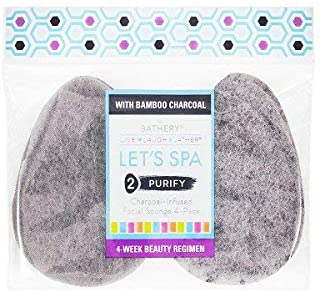 WITH BAMBOO CHARCOAL
THE
BATHERY®
LIVE LAUGH LATHER®
LET'S SPA
2 PURIFY
Charcoal-Infused
Facial Sponge 4-Pack
4-WEEK BEAUTY REGIMEN